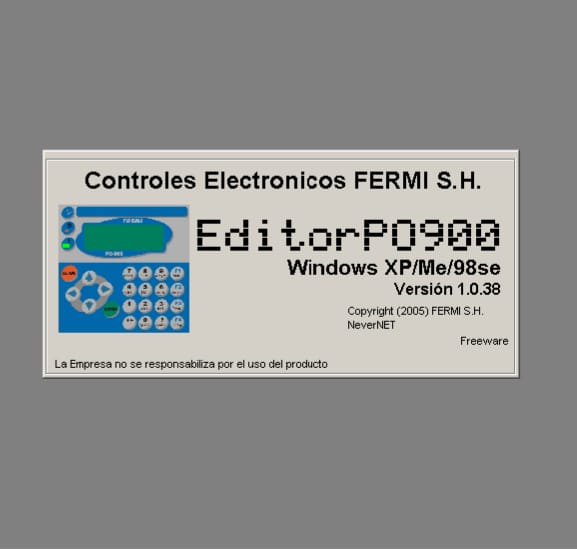 Controles Electronicos FERMI S.H.
EditorPO900
Windows XP/Me/98se
Versión 1.0.38
Copyright (2005) FERMI S.H.
NeverNET
Freeware
La Empresa no se responsabiliza por el uso del producto